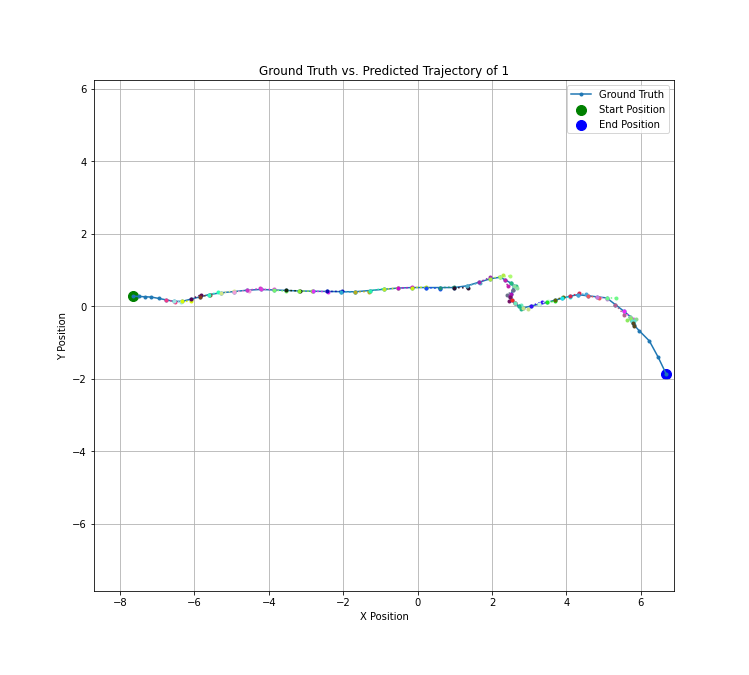 Ground Truth vs. Predicted Trajectory of 1
Ground Truth
Start Position
End Position
6
4
2
0
−2
−4
−6
Y Position
−8 −6 −4 −2 0 2 4 6
X Position